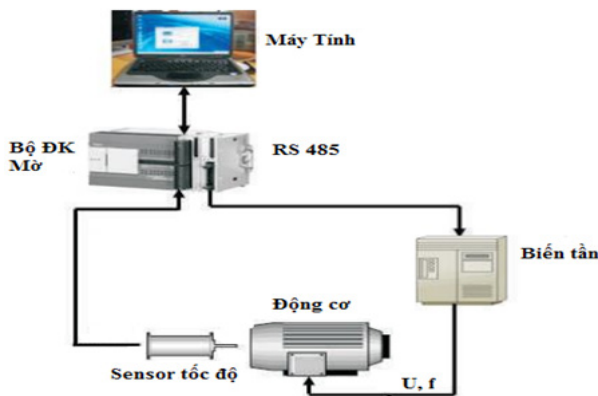 Máy Tính
Bộ ĐK
Mờ
RS 485
Biến tần
Động cơ
Sensor tốc độ
U, f